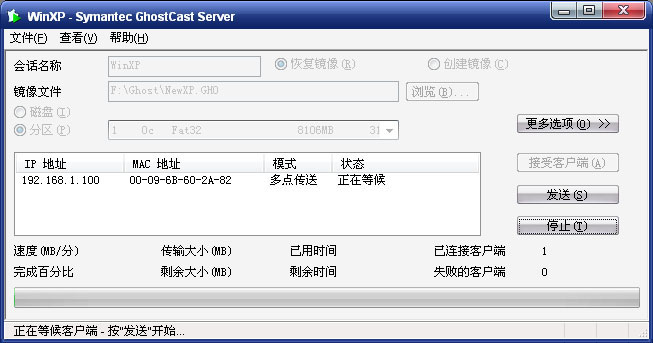 WinXP - Symantec GhostCast Server
文件(F) 查看(V) 帮助(H)
会话名称 WinXP 恢复镜像(R) 创建镜像(C)
镜像文件 F:\Ghost\NewXP.GHO 浏览(B)...
磁盘(I)
分区(P) 1 0c Fat32 8106MB 31 更多选项(O) >>
IP 地址 MAC 地址 模式 状态
接受客户端(A)
192.168.1.100 00-09-6B-60-2A-82 多点传送 正在等候
发送(S)
停止(T)
速度(MB/分) 传输大小(MB) 已用时间 已连接客户端 1
完成百分比 剩余大小(MB) 剩余时间 失败的客户端 0
正在等候客户端 - 按"发送"开始...